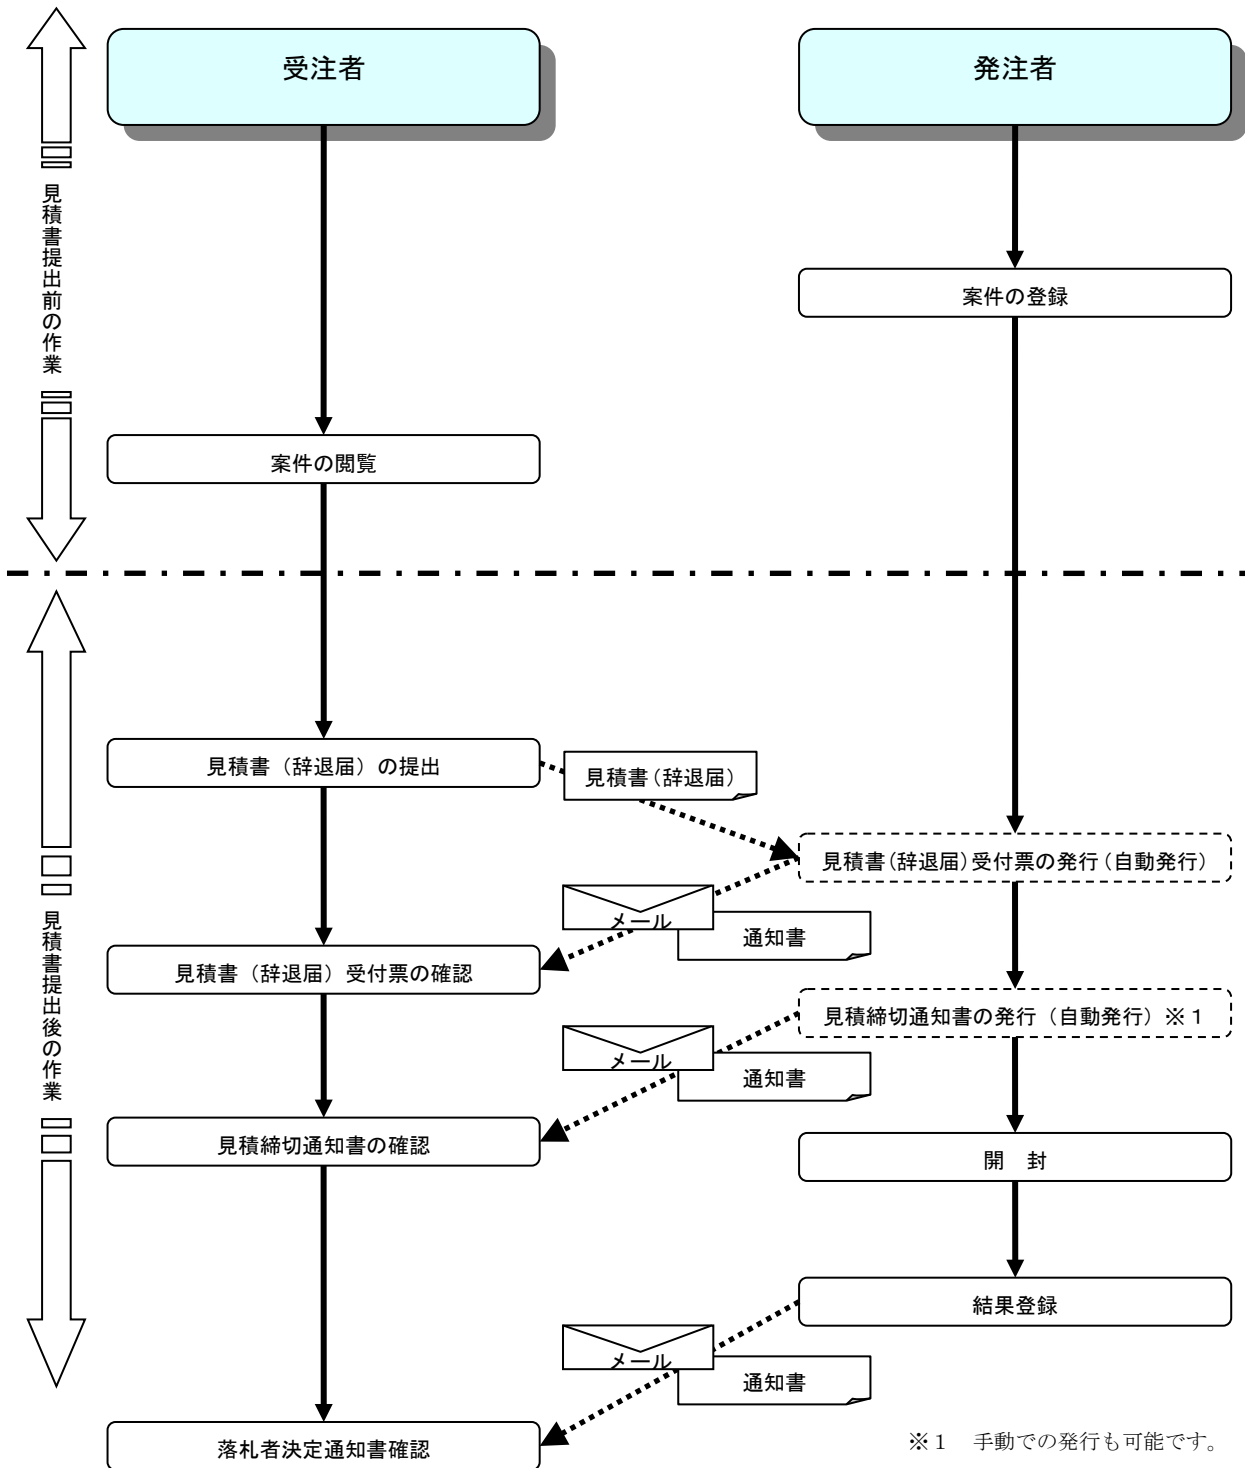 受注者
発注者
見積書提出前の作業
案件の登録
案件の閲覧
見積書提出後の作業
見積書（辞退届）の提出
見積書（辞退届）
見積書（辞退届）受付票の発行（自動発行）
メール
通知書
見積書（辞退届）受付票の確認
見積締切通知書の発行（自動発行）※１
メール
通知書
見積締切通知書の確認
開　封
結果登録
メール
通知書
落札者決定通知書確認
※１　手動での発行も可能です。